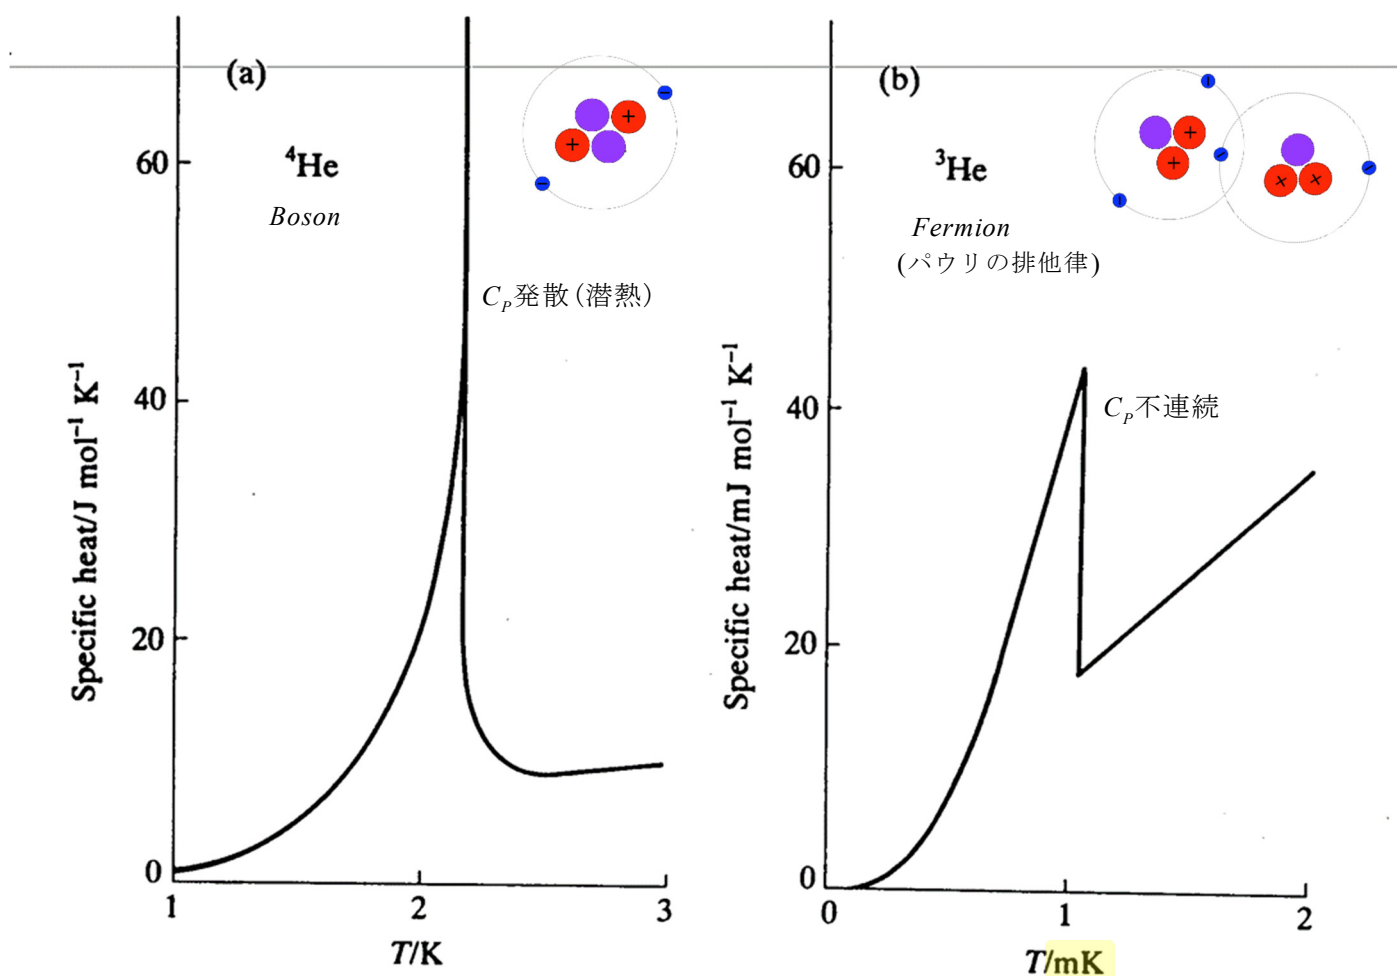 (a)
⁴He
Boson
C_P発散(潜熱)
Specific heat/J mol⁻¹ K⁻¹
60
40
20
0
1
2
3
T/K
+
+
−
−
(b)
³He
Fermion
(パウリの排他律)
C_P不連続
Specific heat/mJ mol⁻¹ K⁻¹
60
40
20
0
0
1
2
T/mK
+
+
−
−
−
+
+
−